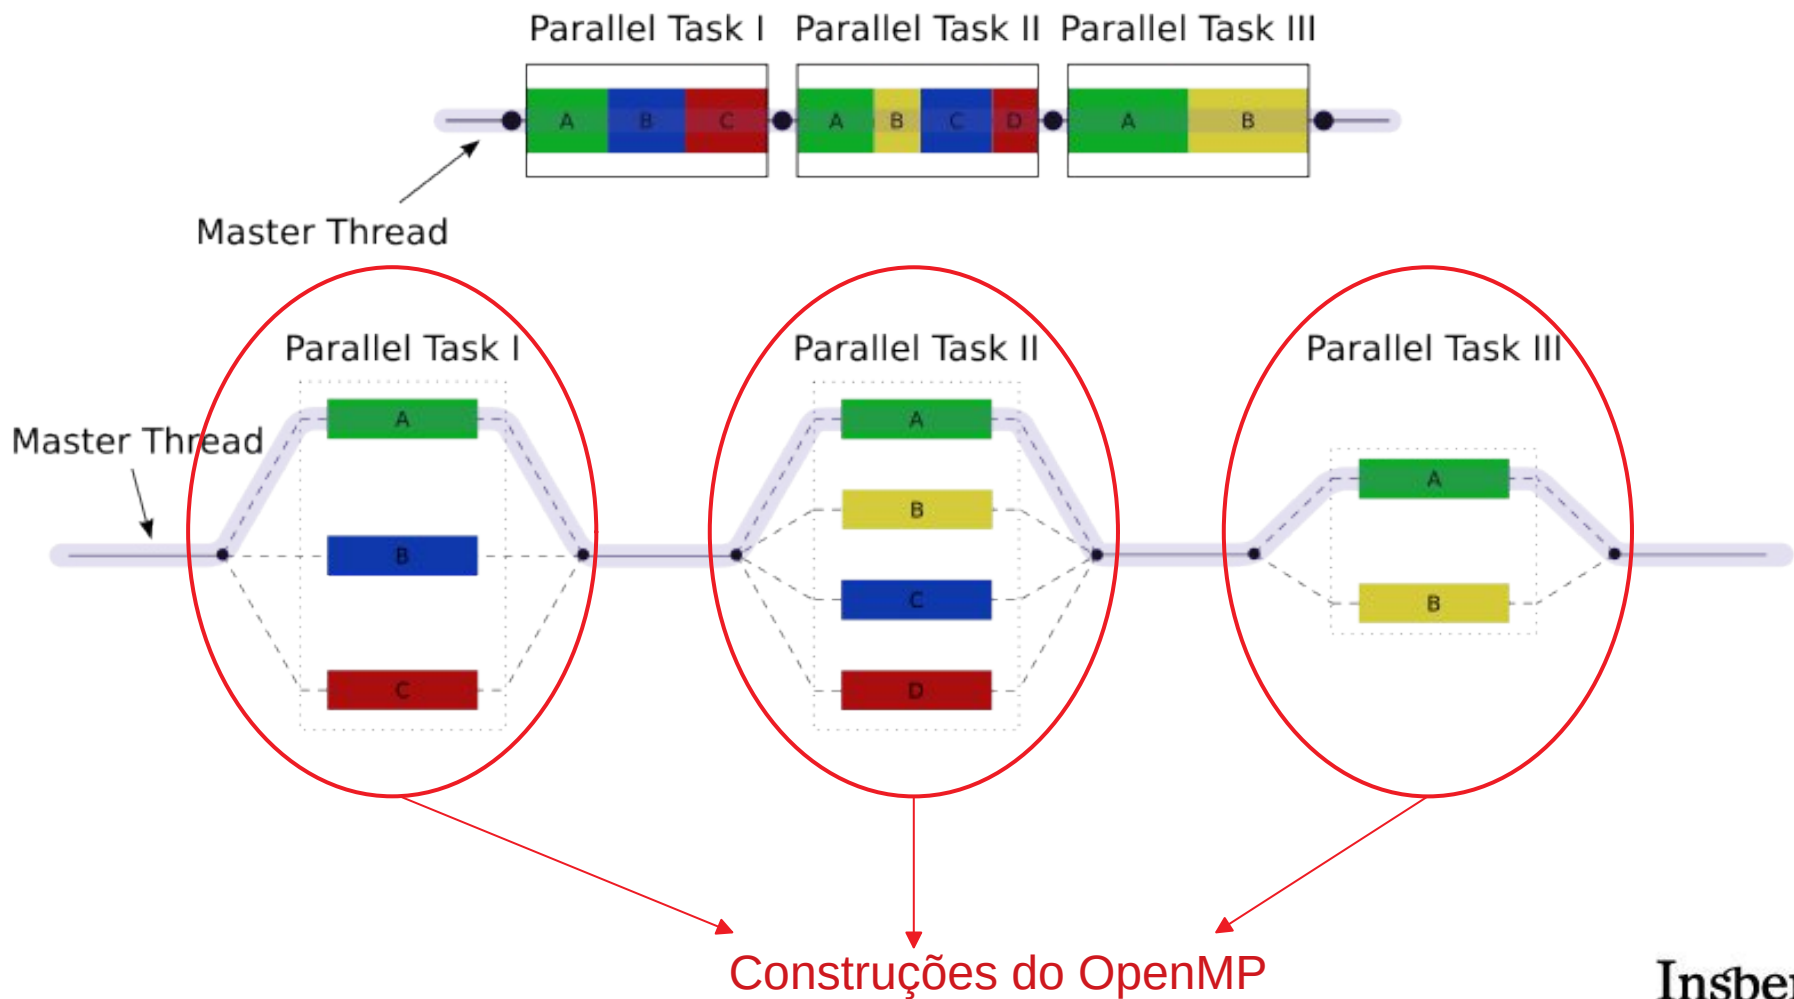 Parallel Task I Parallel Task II Parallel Task III
A B C A B C D A B
Master Thread
Parallel Task I Parallel Task II Parallel Task III
Master Thread
A A
A
B
B
B
C
B
C D
Construções do OpenMP